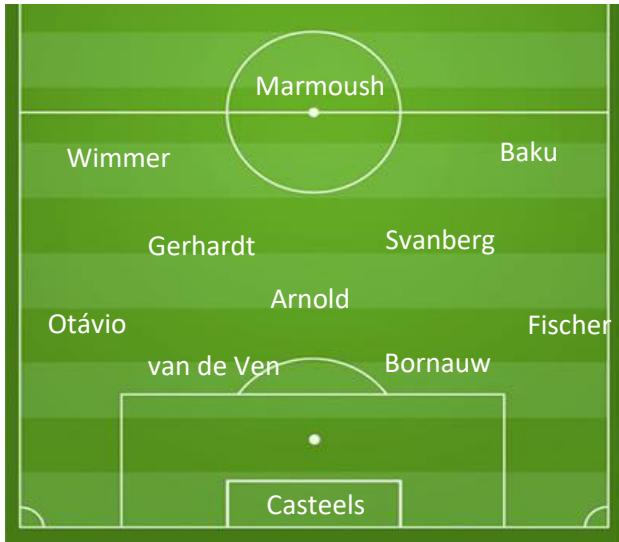 Marmoush
Wimmer
Baku
Gerhardt
Svanberg
Arnold
Otávio
Fischer
van de Ven
Bornauw
Casteels